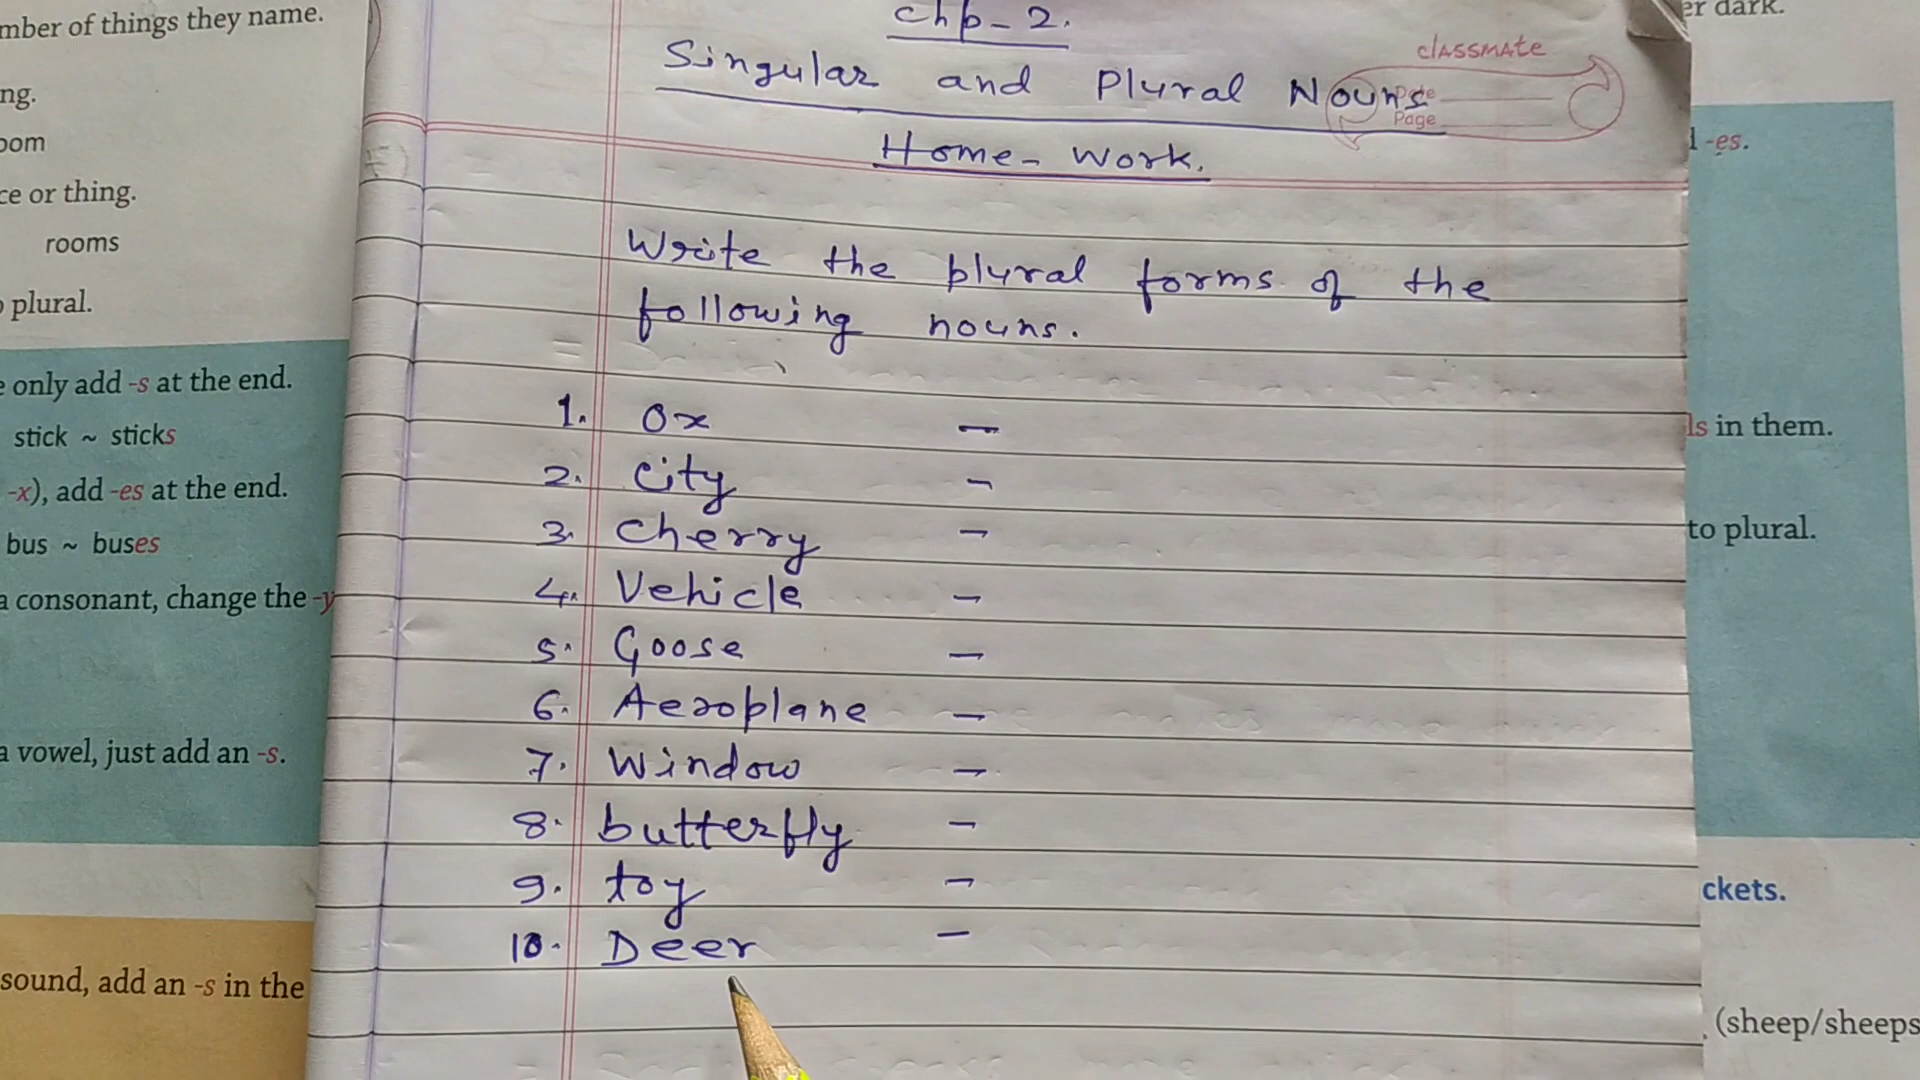 mber of things they name.
ng.
oom
ce or thing.
rooms
o plural.
e only add -s at the end.
stick ~ sticks
-x), add -es at the end.
bus ~ buses
a consonant, change the -y
a vowel, just add an -s.
sound, add an -s in the
Chp-2.
Singular and Plural Nouns
classmate
Date
Page
Home-Work.
Write the plural forms of the
following nouns.
1. Ox –
2. City –
3. Cherry –
4. Vehicle –
5. Goose –
6. Aeroplane –
7. Window –
8. butterfly –
9. toy –
10. Deer –
er dark.
d -es.
ls in them.
to plural.
ckets.
(sheep/sheeps